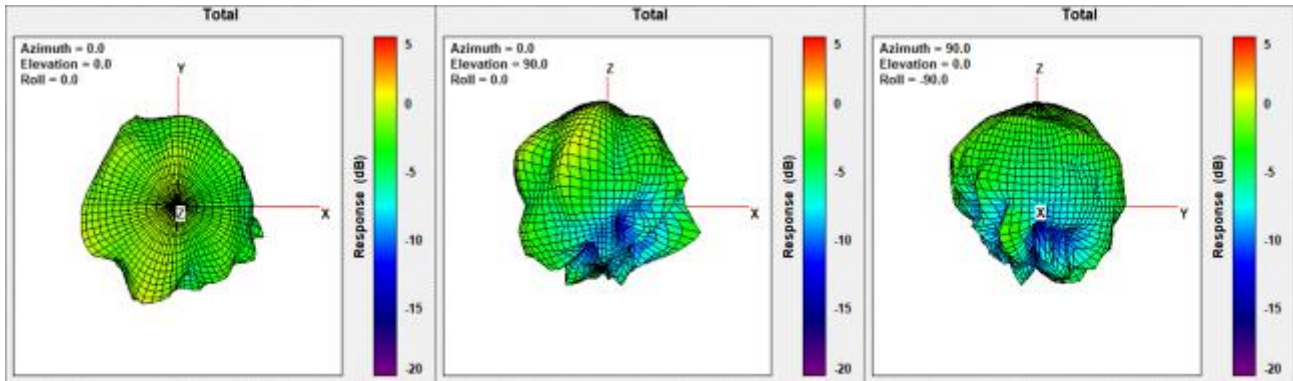 Total
Azimuth = 0.0
Elevation = 0.0
Roll = 0.0
Y
X
Z
5
0
-5
-10
-15
-20
Response (dB)
Total
Azimuth = 0.0
Elevation = 90.0
Roll = 0.0
Z
X
5
0
-5
-10
-15
-20
Response (dB)
Total
Azimuth = 90.0
Elevation = 0.0
Roll = -90.0
Z
Y
X
5
0
-5
-10
-15
-20
Response (dB)